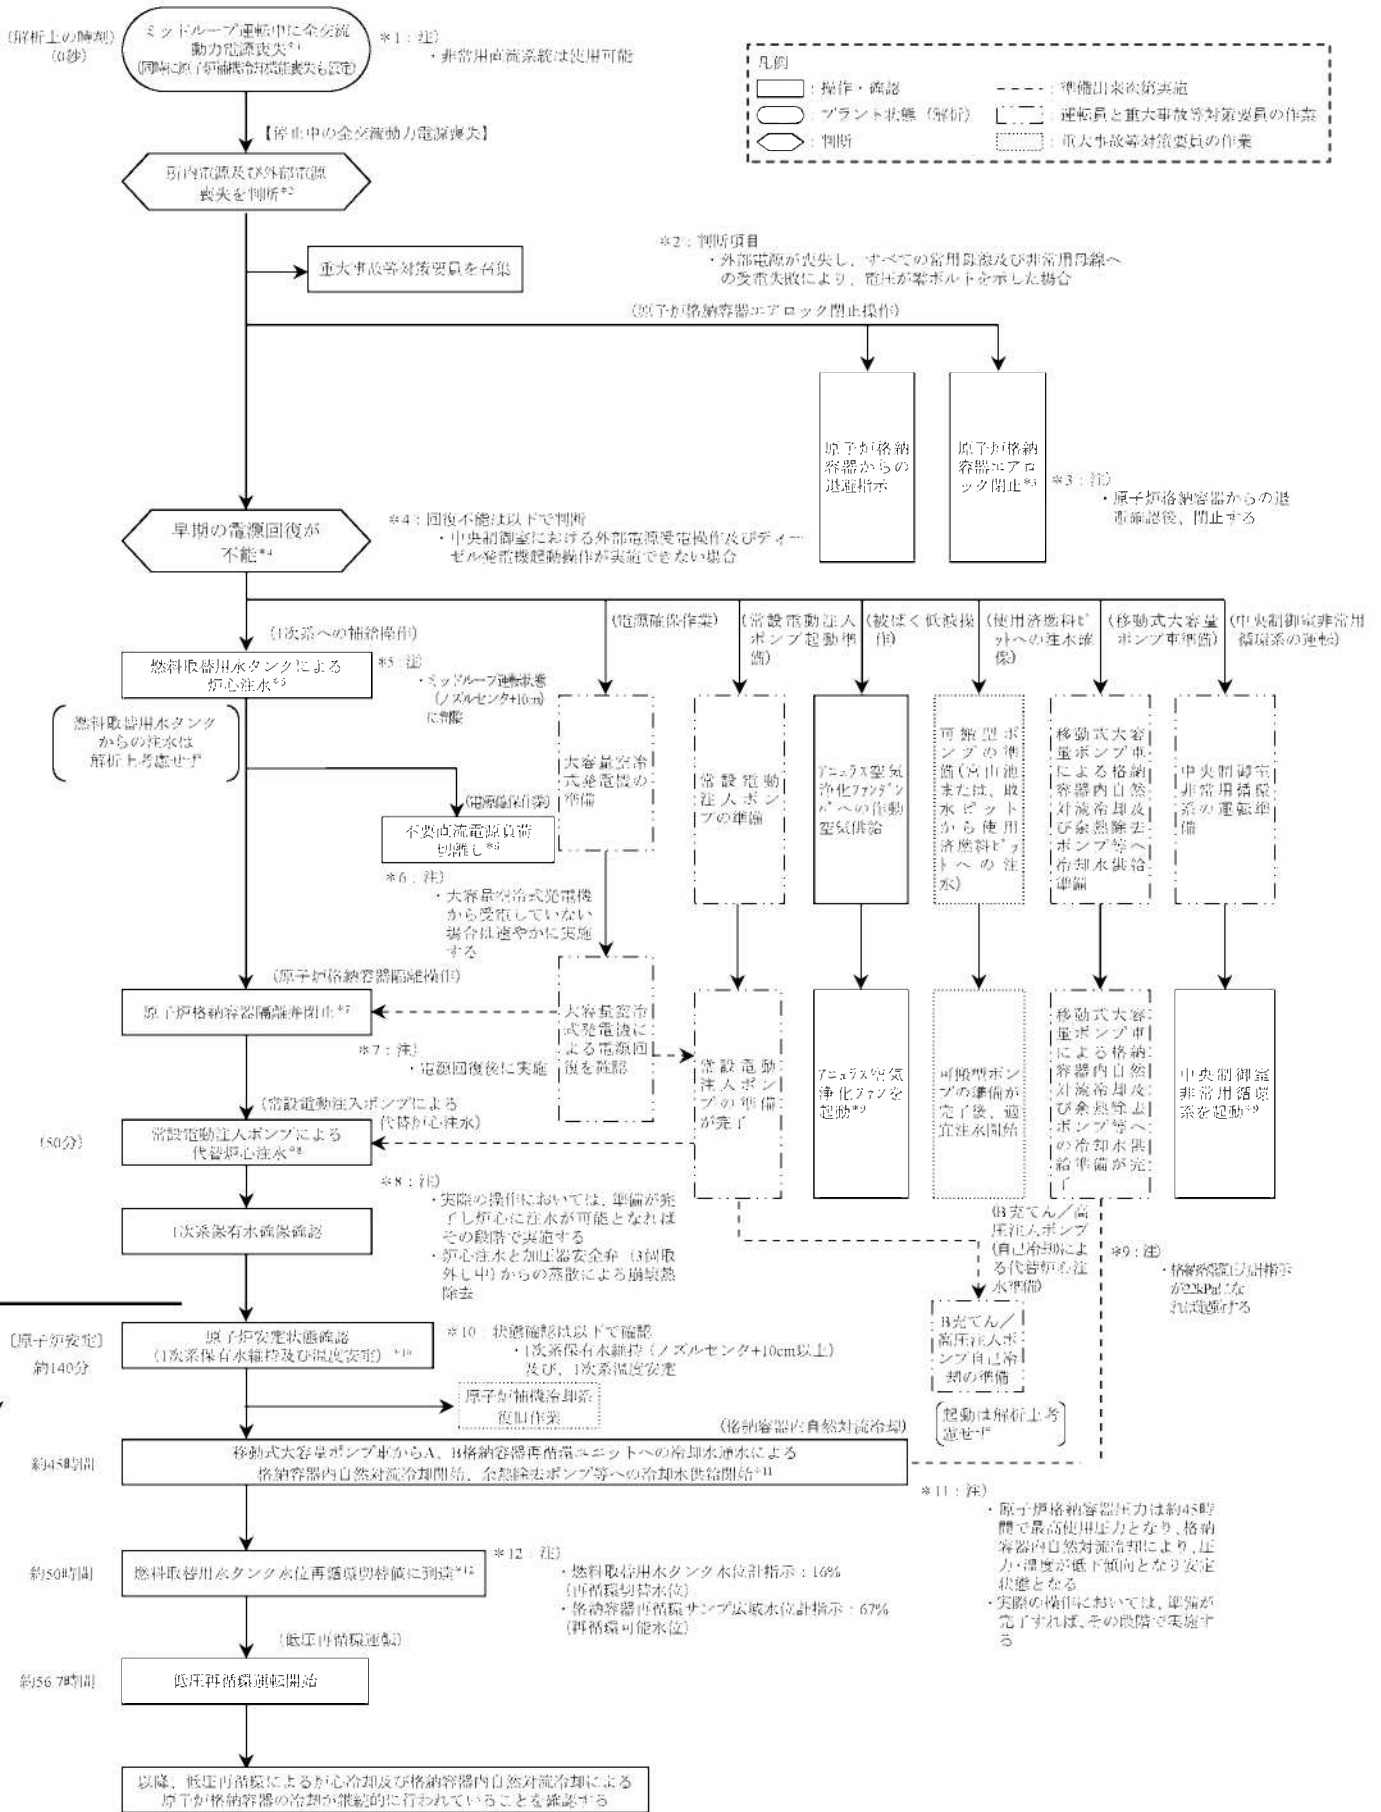 (解析上の時刻)
(0秒)
ミッドループ運転中に全交流
動力電源喪失*1
(同時に原子炉補機冷却機能喪失も想定)
*1:注)
・非常用直流系統は使用可能
凡例
:操作・確認
:プラント状態(解析)
:判断
:準備出来次第実施
:運転員と重大事故等対策要員の作業
:重大事故等対策要員の作業
【停止中の全交流動力電源喪失】
所内電源及び外部電源
喪失を判断*2
重大事故等対策要員を召集
*2:判断項目
・外部電源が喪失し、すべての常用母線及び非常用母線へ
の受電失敗により、電圧が零ボルトを示した場合
(原子炉格納容器エアロック閉止操作)
原子炉格納
容器からの
退避指示
原子炉格納
容器エアロ
ック閉止*3
*3:注)
・原子炉格納容器からの退
避確認後、閉止する
早期の電源回復が
不能*4
*4:回復不能は以下で判断
・中央制御室における外部電源受電操作及びディー
ゼル発電機起動操作が実施できない場合
(1次系への補給操作)
(電源確保作業)
(常設電動注入
ポンプ起動準
備)
(被ばく低減操
作)
(使用済燃料ピ
ットへの注水確
保)
(移動式大容量
ポンプ車準備)
(中央制御室非常用
循環系の運転)
燃料取替用水タンクによる
炉心注水*5
*5:注)
・ミッドループ運転状態
(ノズルセンタ+10cm)
に制限
燃料取替用水タンク
からの注水は
解析上考慮せず
(電源確保作業)
不要直流電源負荷
切離し*6
*6:注)
・大容量空冷式発電機
から受電していない
場合は速やかに実施
する
大容量空冷
式発電機の
準備
常設電動
注入ポン
プの準備
アニュラス空気
浄化ファンダン
パへの作動
空気供給
可搬型ポ
ンプの準
備(宮山池
または、取
水ピット
から使用
済燃料ピッ
トへの注
水)
移動式大容
量ポンプ車
による格納
容器内自然
対流冷却及
び余熱除去
ポンプ等へ
冷却水供給
準備
中央制御室
非常用循環
系の運転準
備
(原子炉格納容器隔離操作)
原子炉格納容器隔離弁閉止*7
*7:注)
・電源回復後に実施
大容量空冷
式発電機に
よる電源回
復を確認
常設電動
注入ポン
プの準備
が完了
アニュラス空気
浄化ファンを
起動*9
可搬型ポン
プの準備が
完了後、適
宜注水開始
移動式大容
量ポンプ車
による格納
容器内自然
対流冷却及
び余熱除去
ポンプ等へ
の冷却水供
給準備が完
了
中央制御室
非常用循環
系を起動*9
(常設電動注入ポンプによる
代替炉心注水)
(50分)
常設電動注入ポンプによる
代替炉心注水*8
*8:注)
・実際の操作においては、準備が完
了し炉心に注水が可能となれば
その段階で実施する
・炉心注水と加圧器安全弁(3個取
外し中)からの蒸散による崩壊熱
除去
1次系保有水確保確認
(B充てん/高
圧注入ポンプ
(自己冷却)によ
る代替炉心注
水準備)
*9:注)
・格納容器圧力計指示
が22kPaにな
れば起動する
B充てん/
高圧注入ポ
ンプ自己冷
却の準備
起動は解析上考
慮せず
〔原子炉安定〕
約140分
原子炉安定状態確認
(1次系保有水維持及び温度安定) *10
*10:状態確認は以下で確認
・1次系保有水維持(ノズルセンタ+10cm以上)
及び、1次系温度安定
原子炉補機冷却系
復旧作業
(格納容器内自然対流冷却)
約45時間
移動式大容量ポンプ車からA、B格納容器再循環ユニットへの冷却水通水による
格納容器内自然対流冷却開始、余熱除去ポンプ等への冷却水供給開始*11
*11:注)
・原子炉格納容器圧力は約45時
間で最高使用圧力となり、格納
容器内自然対流冷却により、圧
力・温度が低下傾向となり安定
状態となる
・実際の操作においては、準備が
完了すれば、その段階で実施す
る
約50時間
燃料取替用水タンク水位再循環切替値に到達*12
*12:注)
・燃料取替用水タンク水位計指示:16%
(再循環切替水位)
・格納容器再循環サンプ広域水位計指示:67%
(再循環可能水位)
(低圧再循環運転)
約56.7時間
低圧再循環運転開始
以降、低圧再循環による炉心冷却及び格納容器内自然対流冷却による
原子炉格納容器の冷却が継続的に行われていることを確認する